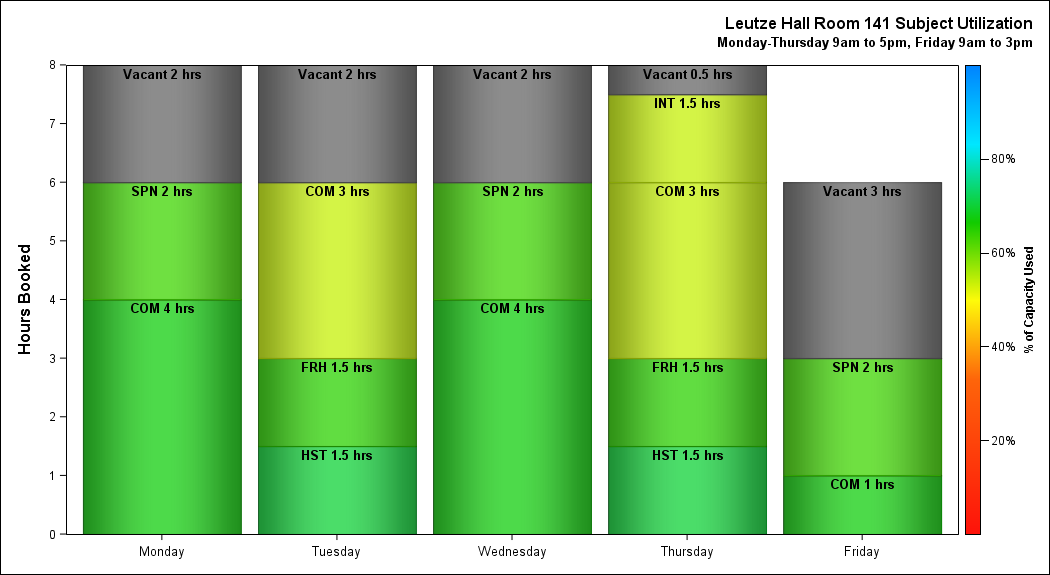 Leutze Hall Room 141 Subject Utilization
Monday-Thursday 9am to 5pm, Friday 9am to 3pm
Hours Booked
8
7
6
5
4
3
2
1
0
Vacant 2 hrs
SPN 2 hrs
COM 4 hrs
Monday
Vacant 2 hrs
COM 3 hrs
FRH 1.5 hrs
HST 1.5 hrs
Tuesday
Vacant 2 hrs
SPN 2 hrs
COM 4 hrs
Wednesday
Vacant 0.5 hrs
INT 1.5 hrs
COM 3 hrs
FRH 1.5 hrs
HST 1.5 hrs
Thursday
Vacant 3 hrs
SPN 2 hrs
COM 1 hrs
Friday
80%
60%
40%
20%
% of Capacity Used